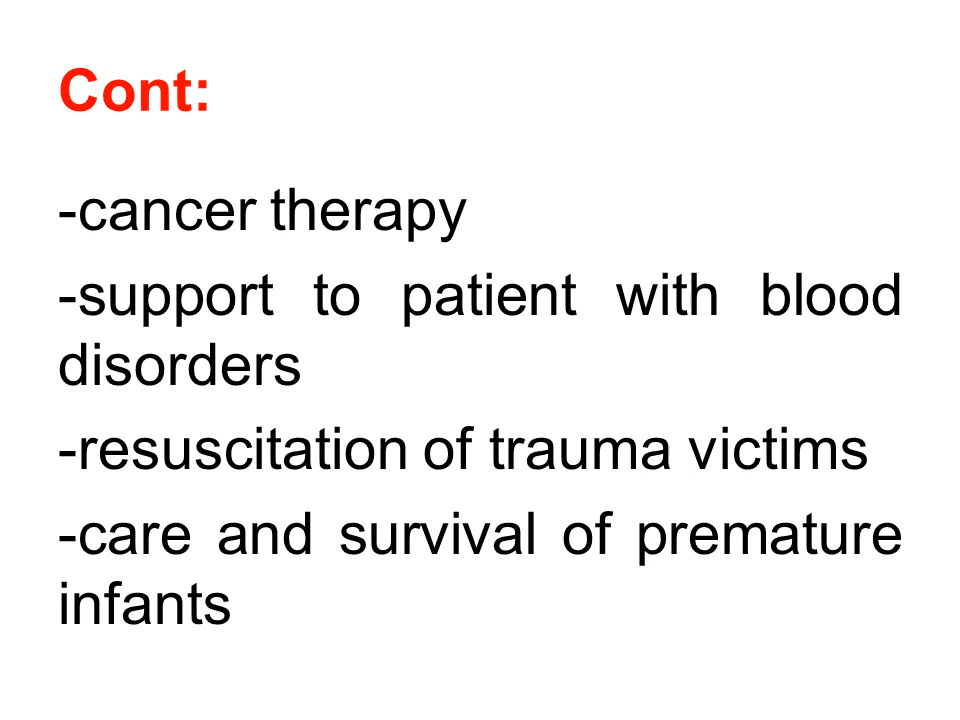 Cont:
-cancer therapy
-support to patient with blood
disorders
-resuscitation of trauma victims
-care and survival of premature
infants